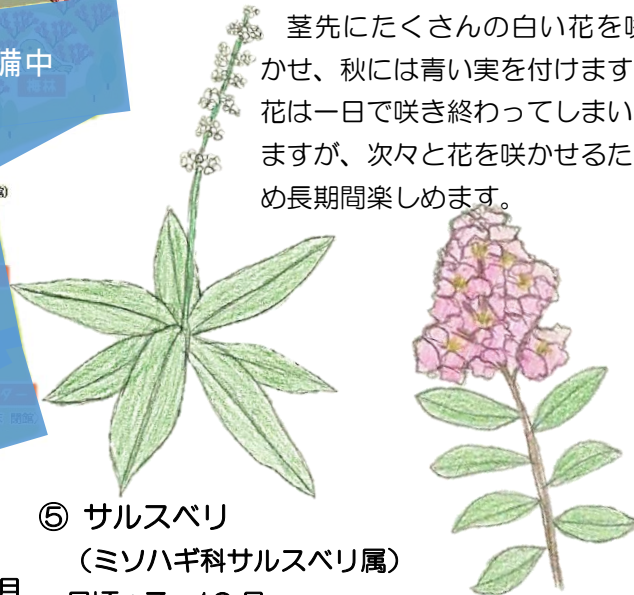 備中
茎先にたくさんの白い花を咲
かせ、秋には青い実を付けます
花は一日で咲き終わってしまい
ますが、次々と花を咲かせるた
め長期間楽しめます。
⑤ サルスベリ
(ミソハギ科サルスベリ属)
月